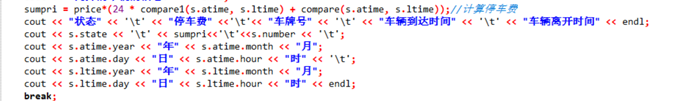 sumpri = price*(24 * compare1(s.atime, s.ltime) + compare(s.atime, s.ltime));//计算停车费
cout << "状态" << '\t' << "停车费" <<'\t'<< "车牌号" << '\t' << "车辆到达时间" << '\t' << "车辆离开时间" << endl;
cout << s.state << '\t' << sumpri<<'\t'<<s.number << '\t';
cout << s.atime.year << "年" << s.atime.month << "月";
cout << s.atime.day << "日" << s.atime.hour << "时" << '\t';
cout << s.ltime.year << "年" << s.ltime.month << "月";
cout << s.ltime.day << "日" << s.ltime.hour << "时" << endl;
break;